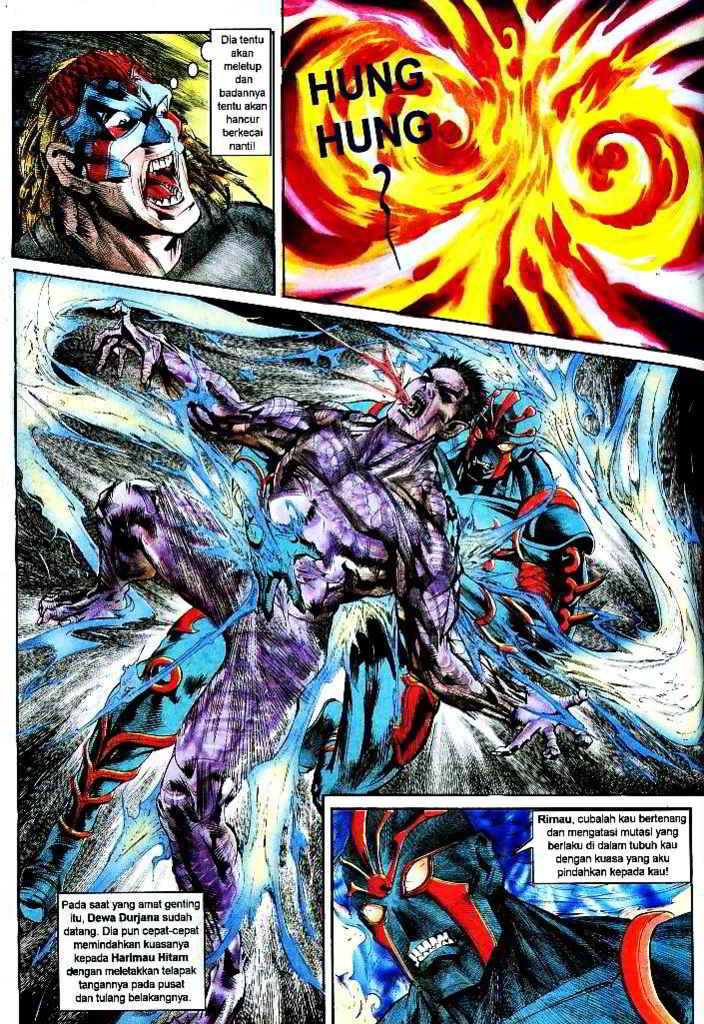 Dia tentu
akan
meletup
dan
badannya
tentu akan
hancur
berkecai
nanti!
HUNG
HUNG
?
Rimau, cubalah kau bertenang
dan mengatasi mutasi yang
berlaku di dalam tubuh kau
dengan kuasa yang aku
pindahkan kepada kau!
Pada saat yang amat genting
itu, Dewa Durjana sudah
datang. Dia pun cepat-cepat
memindahkan kuasanya
kepada Harimau Hitam
dengan meletakkan telapak
tangannya pada pusat
dan tulang belakangnya.